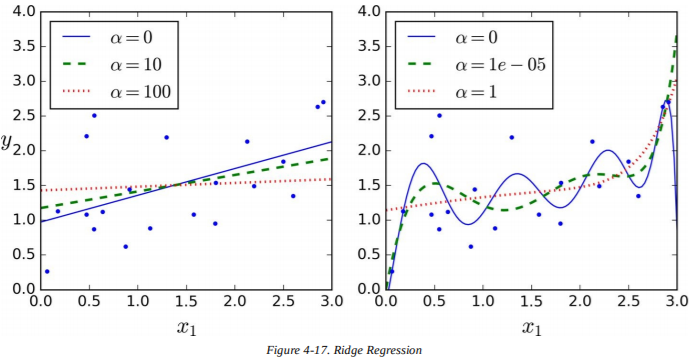 4.0
3.5
3.0
2.5
2.0
1.5
1.0
0.5
0.0
y
α = 0
α = 10
α = 100
0.0 0.5 1.0 1.5 2.0 2.5 3.0
x₁
4.0
3.5
3.0
2.5
2.0
1.5
1.0
0.5
0.0
α = 0
α = 1e − 05
α = 1
0.0 0.5 1.0 1.5 2.0 2.5 3.0
x₁
Figure 4-17. Ridge Regression